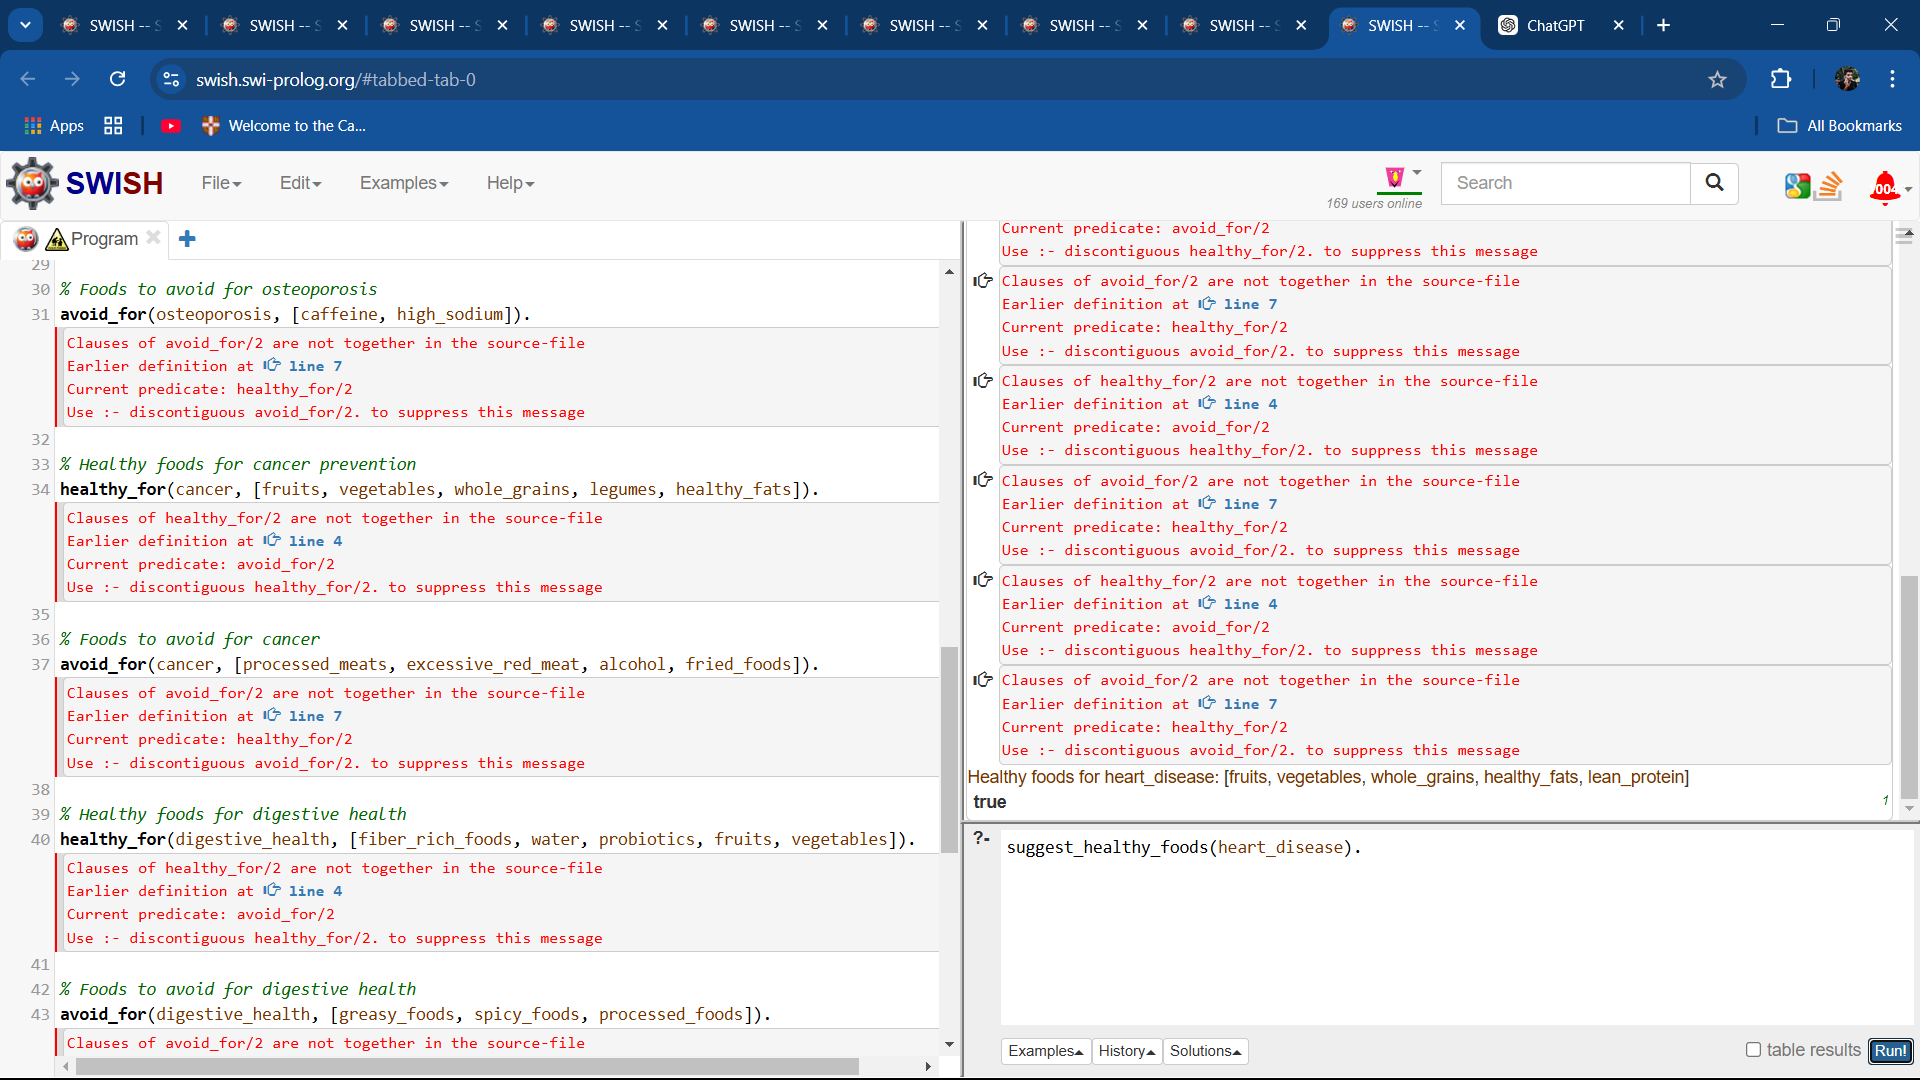 SWISH -- S
SWISH -- S
SWISH -- S
SWISH -- S
SWISH -- S
SWISH -- S
SWISH -- S
SWISH -- S
SWISH -- S
ChatGPT
swish.swi-prolog.org/#tabbed-tab-0
Apps
Welcome to the Ca...
All Bookmarks
SWISH
File
Edit
Examples
Help
169 users online
Search
Program
29
30 % Foods to avoid for osteoporosis
31 avoid_for(osteoporosis, [caffeine, high_sodium]).
Clauses of avoid_for/2 are not together in the source-file
Earlier definition at line 7
Current predicate: healthy_for/2
Use :- discontiguous avoid_for/2. to suppress this message
32
33 % Healthy foods for cancer prevention
34 healthy_for(cancer, [fruits, vegetables, whole_grains, legumes, healthy_fats]).
Clauses of healthy_for/2 are not together in the source-file
Earlier definition at line 4
Current predicate: avoid_for/2
Use :- discontiguous healthy_for/2. to suppress this message
35
36 % Foods to avoid for cancer
37 avoid_for(cancer, [processed_meats, excessive_red_meat, alcohol, fried_foods]).
Clauses of avoid_for/2 are not together in the source-file
Earlier definition at line 7
Current predicate: healthy_for/2
Use :- discontiguous avoid_for/2. to suppress this message
38
39 % Healthy foods for digestive health
40 healthy_for(digestive_health, [fiber_rich_foods, water, probiotics, fruits, vegetables]).
Clauses of healthy_for/2 are not together in the source-file
Earlier definition at line 4
Current predicate: avoid_for/2
Use :- discontiguous healthy_for/2. to suppress this message
41
42 % Foods to avoid for digestive health
43 avoid_for(digestive_health, [greasy_foods, spicy_foods, processed_foods]).
Clauses of avoid_for/2 are not together in the source-file
Current predicate: avoid_for/2
Use :- discontiguous healthy_for/2. to suppress this message
Clauses of avoid_for/2 are not together in the source-file
Earlier definition at line 7
Current predicate: healthy_for/2
Use :- discontiguous avoid_for/2. to suppress this message
Clauses of healthy_for/2 are not together in the source-file
Earlier definition at line 4
Current predicate: avoid_for/2
Use :- discontiguous healthy_for/2. to suppress this message
Clauses of avoid_for/2 are not together in the source-file
Earlier definition at line 7
Current predicate: healthy_for/2
Use :- discontiguous avoid_for/2. to suppress this message
Clauses of healthy_for/2 are not together in the source-file
Earlier definition at line 4
Current predicate: avoid_for/2
Use :- discontiguous healthy_for/2. to suppress this message
Clauses of avoid_for/2 are not together in the source-file
Earlier definition at line 7
Current predicate: healthy_for/2
Use :- discontiguous avoid_for/2. to suppress this message
Healthy foods for heart_disease: [fruits, vegetables, whole_grains, healthy_fats, lean_protein]
true
1
?- suggest_healthy_foods(heart_disease).
Examples
History
Solutions
table results
Run!